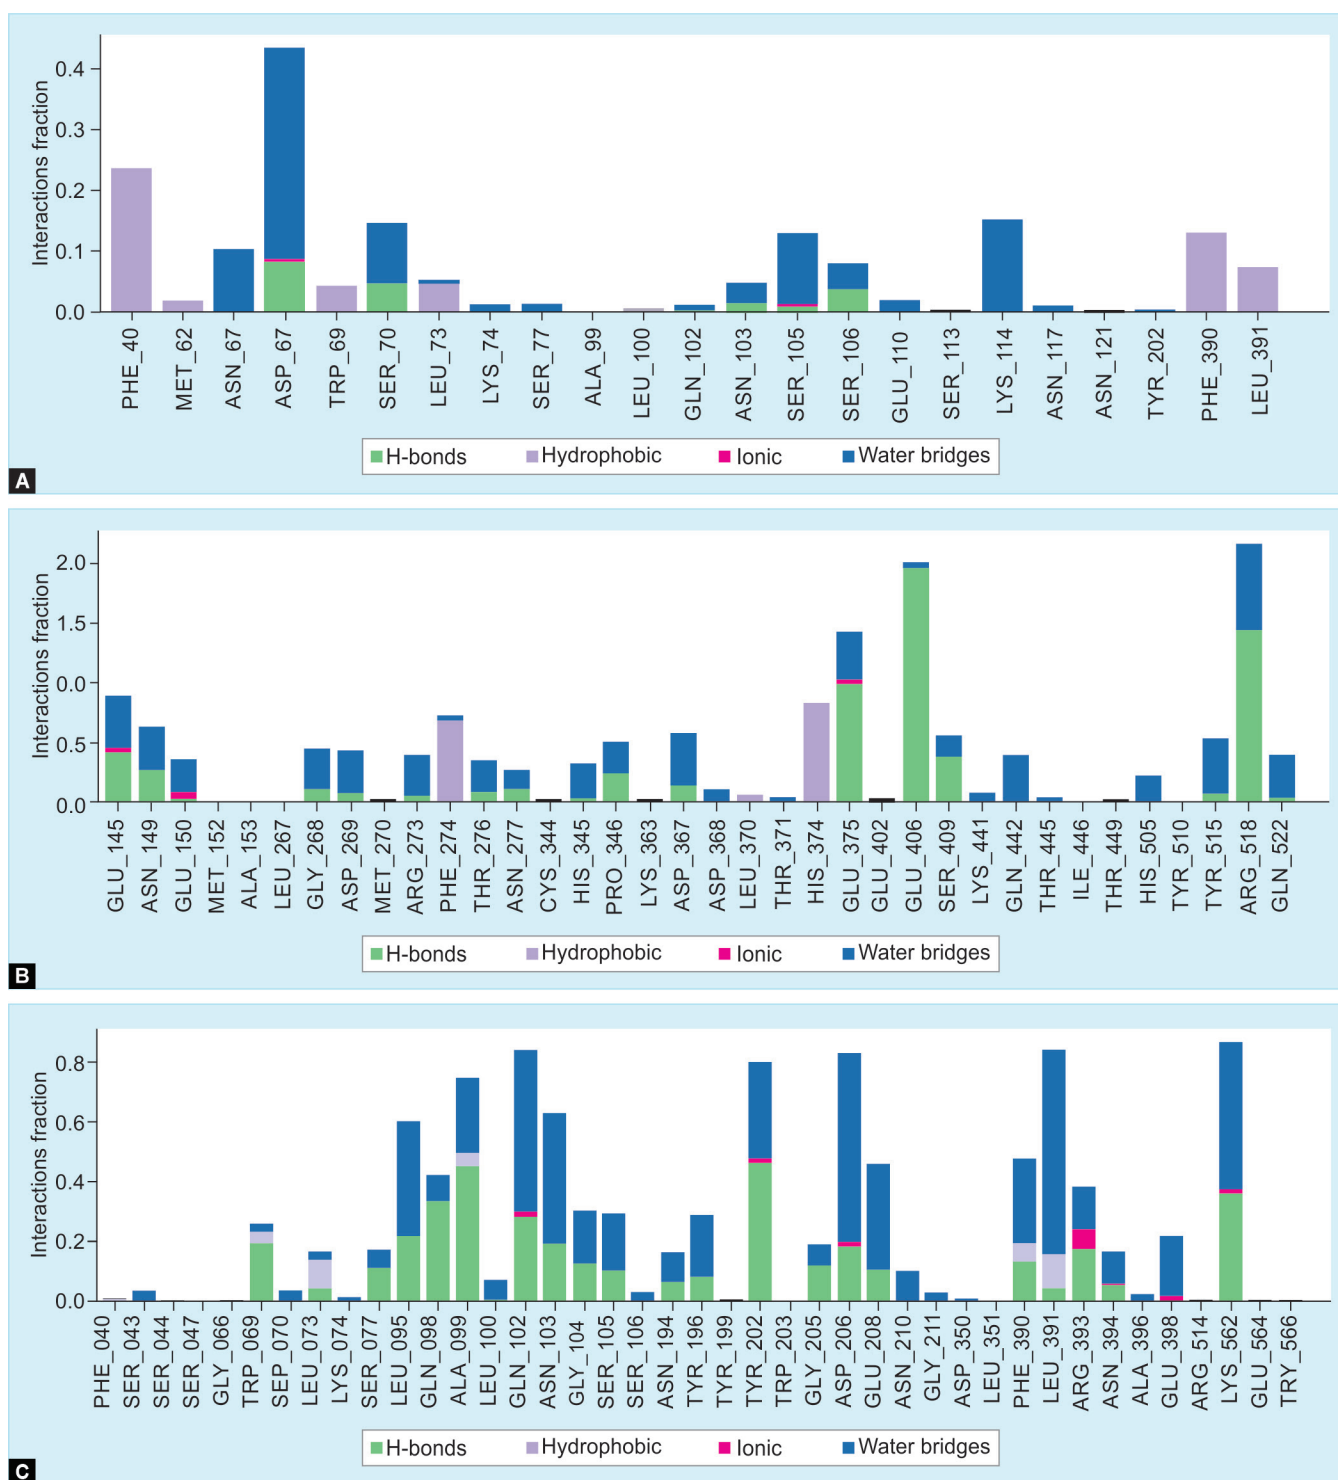 Interactions fraction
0.4
0.3
0.2
0.1
0.0
PHE_40
MET_62
ASN_67
ASP_67
TRP_69
SER_70
LEU_73
LYS_74
SER_77
ALA_99
LEU_100
GLN_102
ASN_103
SER_105
SER_106
GLU_110
SER_113
LYS_114
ASN_117
ASN_121
TYR_202
PHE_390
LEU_391
H-bonds Hydrophobic Ionic Water bridges
A
Interactions fraction
2.0
1.5
0.0
0.5
0.0
GLU_145
ASN_149
GLU_150
MET_152
ALA_153
LEU_267
GLY_268
ASP_269
MET_270
ARG_273
PHE_274
THR_276
ASN_277
CYS_344
HIS_345
PRO_346
LYS_363
ASP_367
ASP_368
LEU_370
THR_371
HIS_374
GLU_375
GLU_402
GLU_406
SER_409
LYS_441
GLN_442
THR_445
ILE_446
THR_449
HIS_505
TYR_510
TYR_515
ARG_518
GLN_522
H-bonds Hydrophobic Ionic Water bridges
B
Interactions fraction
0.8
0.6
0.4
0.2
0.0
PHE_040
SER_043
SER_044
SER_047
GLY_066
TRP_069
SEP_070
LEU_073
LYS_074
SER_077
LEU_095
GLN_098
ALA_099
LEU_100
GLN_102
ASN_103
GLY_104
SER_105
SER_106
ASN_194
TYR_196
TYR_199
TYR_202
TRP_203
GLY_205
ASP_206
GLU_208
ASN_210
GLY_211
ASP_350
LEU_351
PHE_390
LEU_391
ARG_393
ASN_394
ALA_396
GLU_398
ARG_514
LYS_562
GLU_564
TRY_566
H-bonds Hydrophobic Ionic Water bridges
C